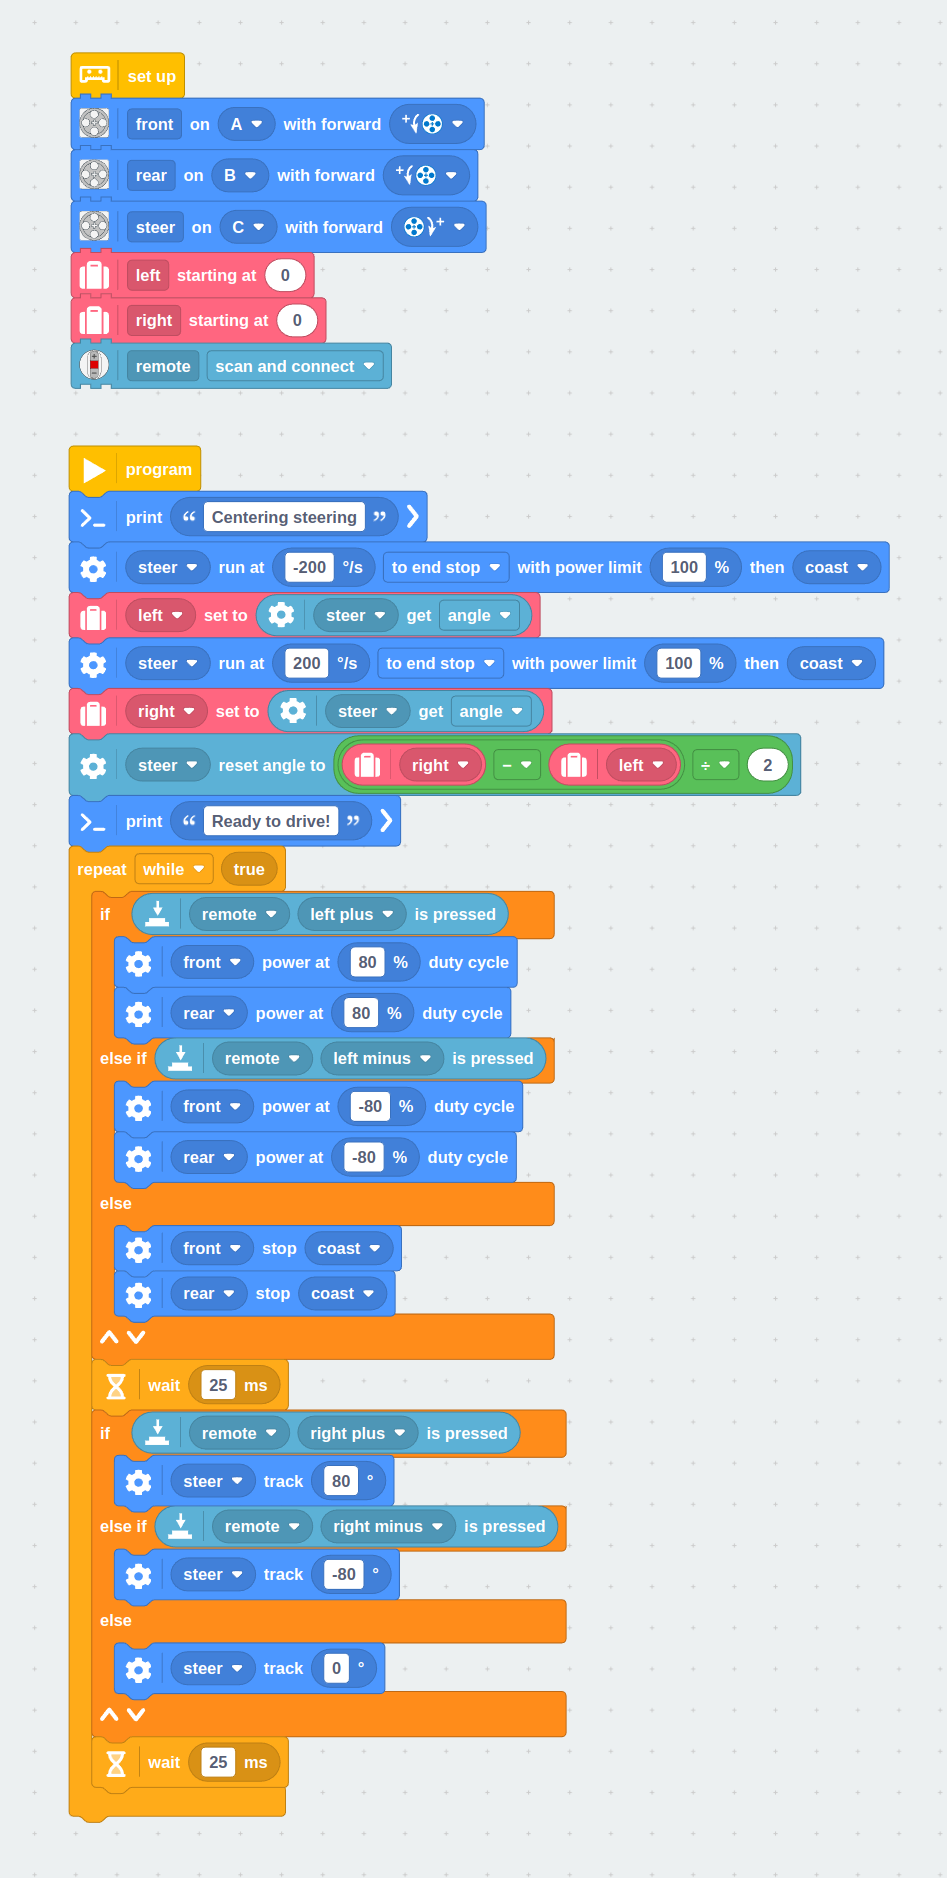 set up
front on A with forward +
rear on B with forward +
steer on C with forward +
left starting at 0
right starting at 0
remote scan and connect
program
print “ Centering steering ”
steer run at -200 °/s to end stop with power limit 100 % then coast
left set to steer get angle
steer run at 200 °/s to end stop with power limit 100 % then coast
right set to steer get angle
steer reset angle to right - left ÷ 2
print “ Ready to drive! ”
repeat while true
if remote left plus is pressed
front power at 80 % duty cycle
rear power at 80 % duty cycle
else if remote left minus is pressed
front power at -80 % duty cycle
rear power at -80 % duty cycle
else
front stop coast
rear stop coast
wait 25 ms
if remote right plus is pressed
steer track 80 °
else if remote right minus is pressed
steer track -80 °
else
steer track 0 °
wait 25 ms